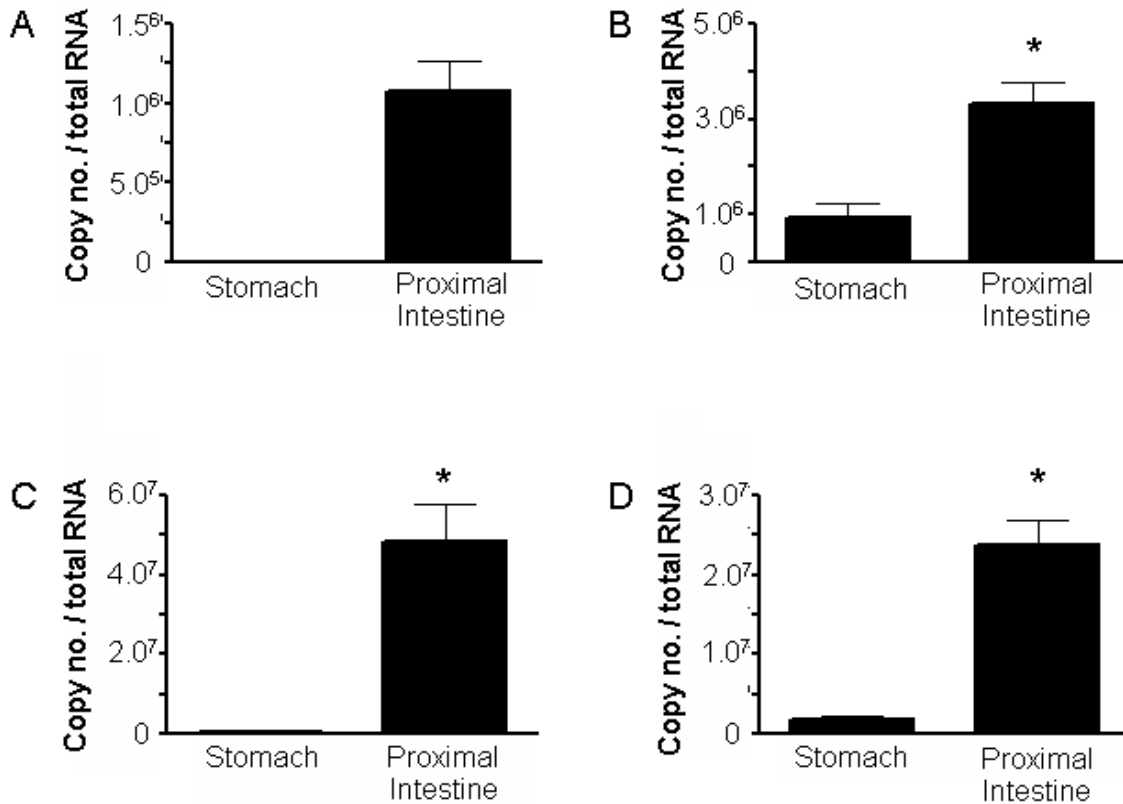 A
Copy no. / total RNA
1.5⁶
1.0⁶
5.0⁵
0
Stomach
Proximal
Intestine
B
Copy no. / total RNA
5.0⁶
3.0⁶
1.0⁶
0
*
Stomach
Proximal
Intestine
C
Copy no. / total RNA
6.0⁷
4.0⁷
2.0⁷
0
*
Stomach
Proximal
Intestine
D
Copy no. / total RNA
3.0⁷
2.0⁷
1.0⁷
0
*
Stomach
Proximal
Intestine